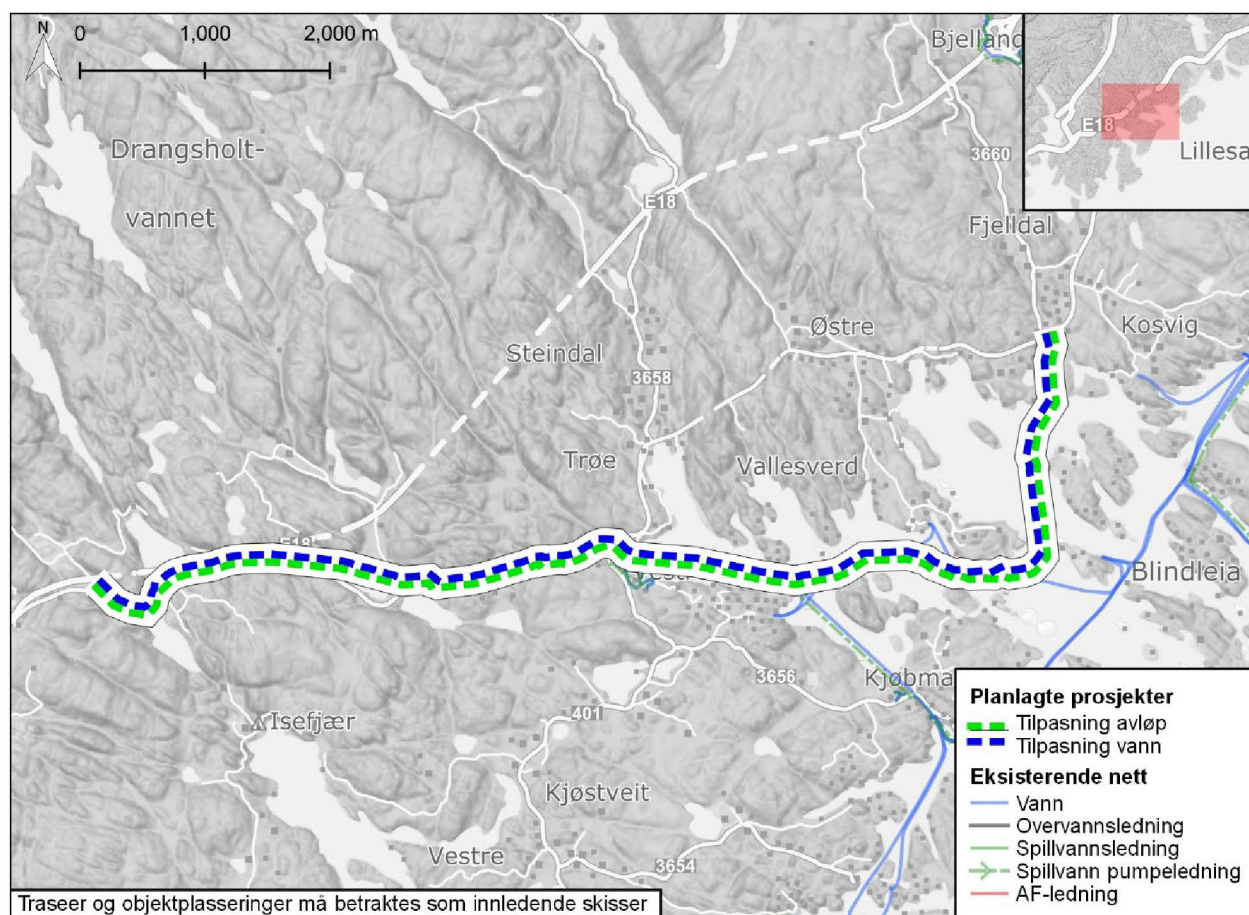 N
0 1,000 2,000 m
Bjelland
E18
Lillesa
Drangsholt-
vannet
3660
E18
Fjelldal
Østre
Kosvig
Steindal
3658
Trøe
Vallesverd
E18
Blindleia
3656
Kjøbma
Isefjær
401
Kjøstveit
Vestre
3654
Planlagte prosjekter
Tilpasning avløp
Tilpasning vann
Eksisterende nett
Vann
Overvannsledning
Spillvannsledning
Spillvann pumpeledning
AF-ledning
Traseer og objektplasseringer må betraktes som innledende skisser